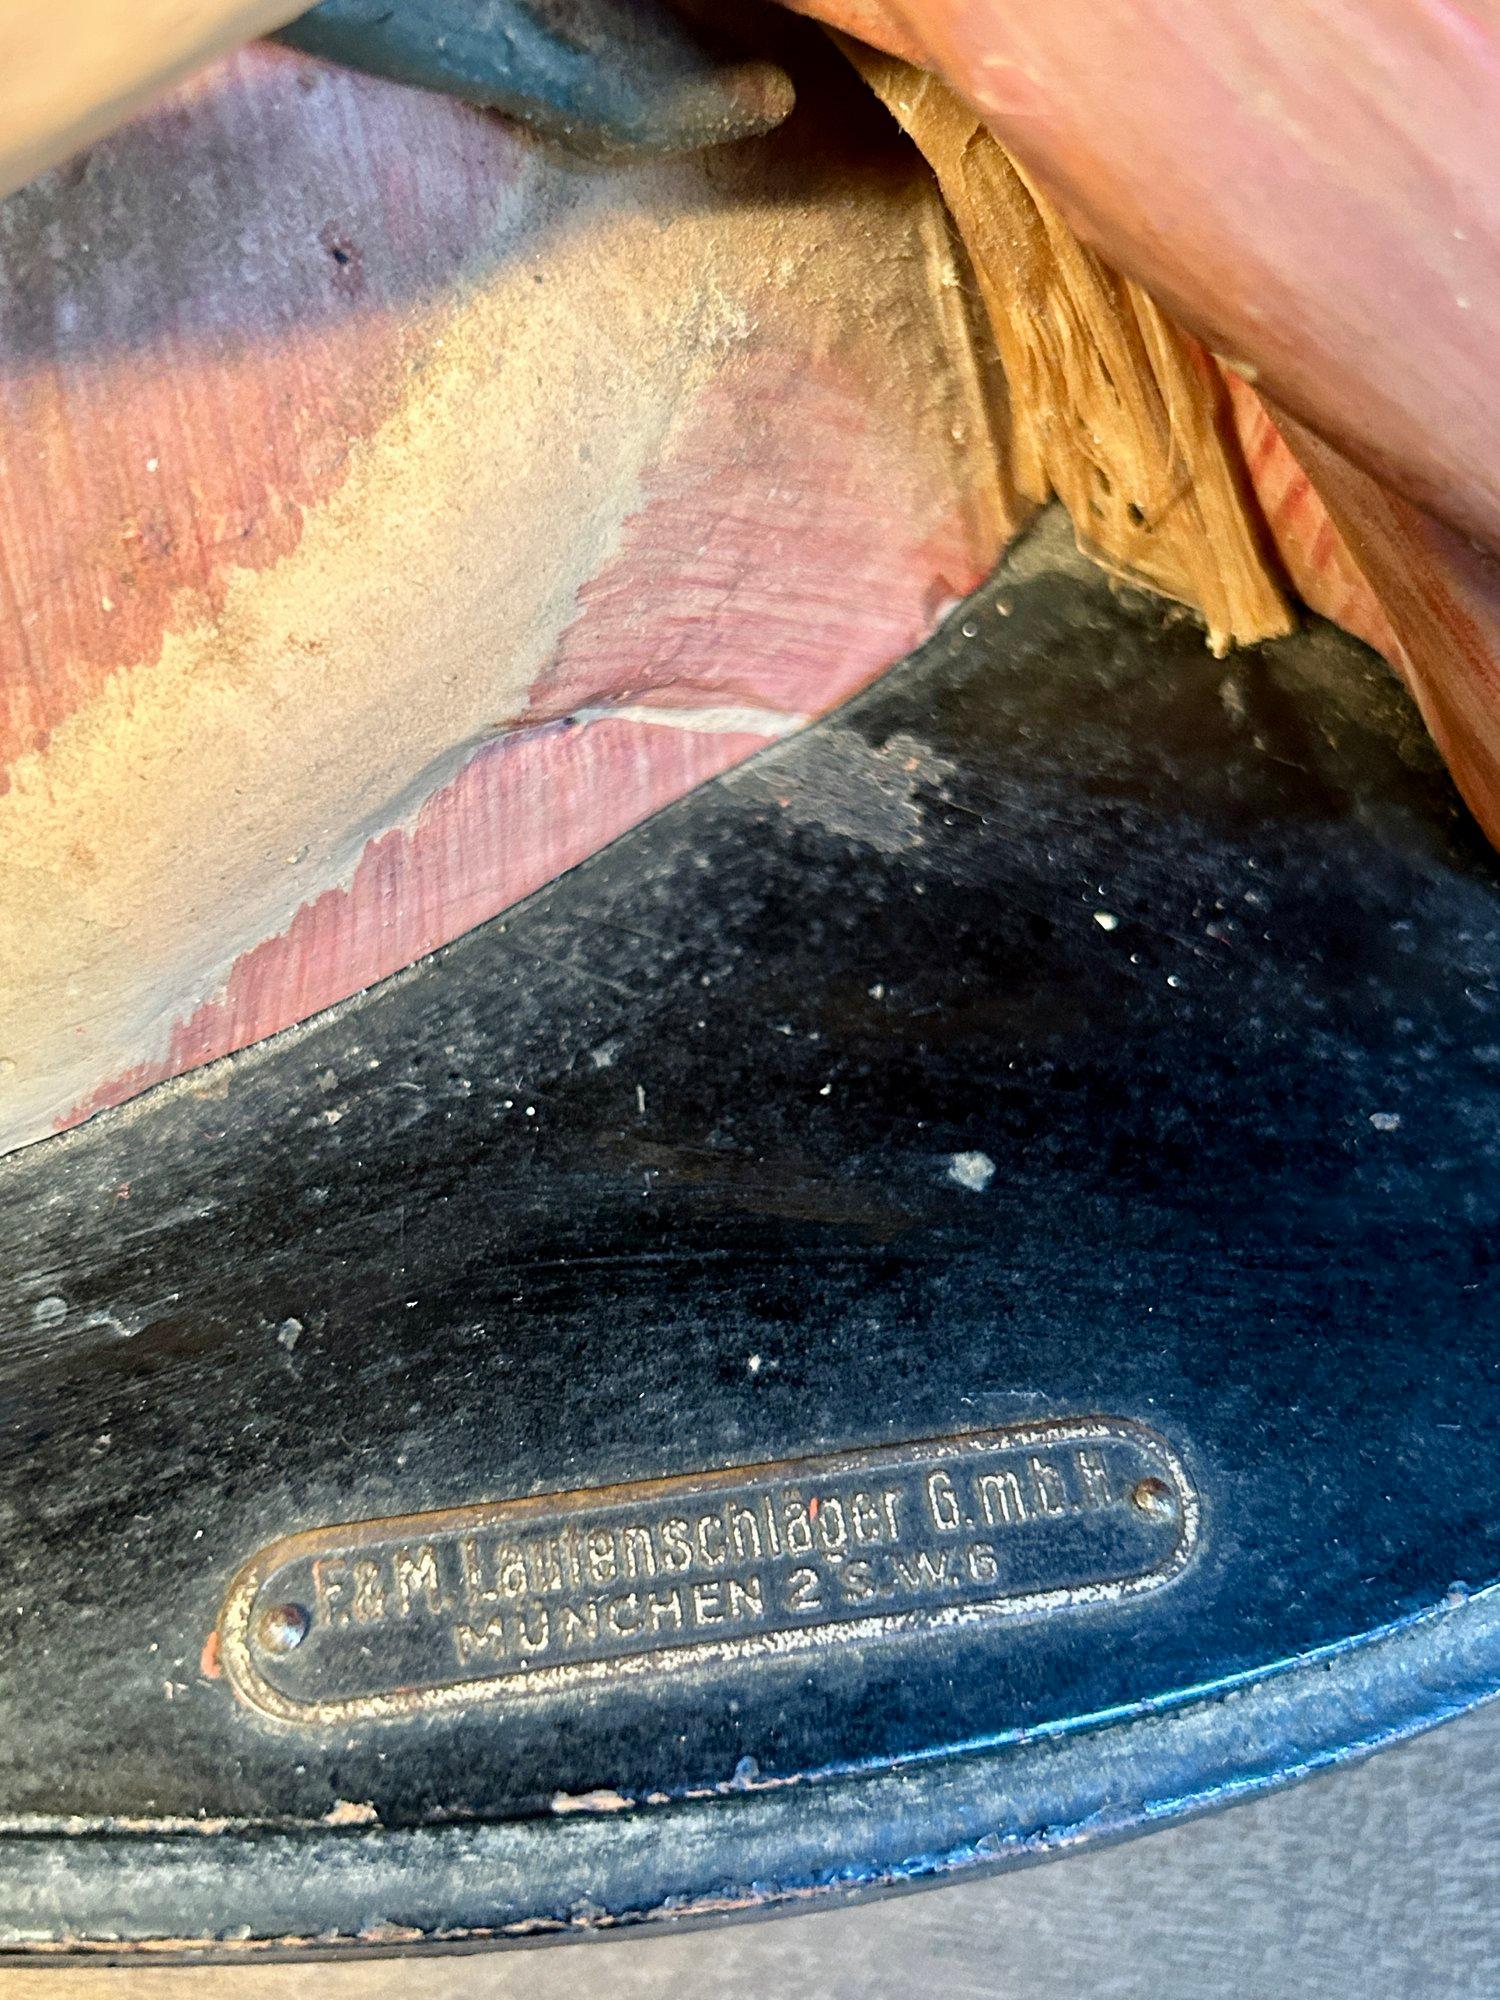 F.&M. Lautenschläger G.m.b.H.
MÜNCHEN 2 S.W. 6